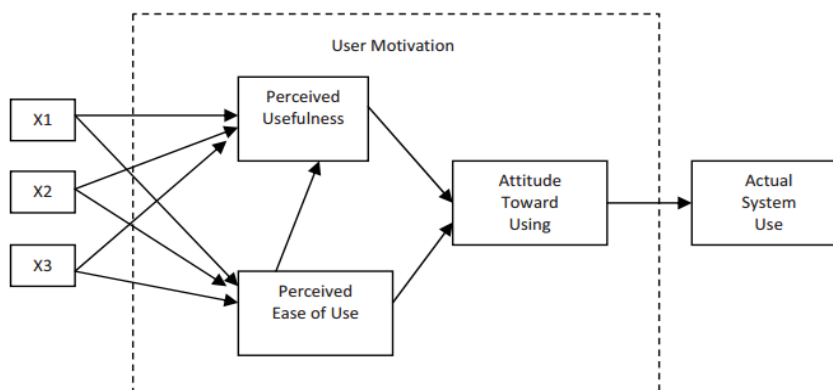 User Motivation
X1
Perceived
Usefulness
X2
Attitude
Toward
Using
Actual
System
Use
X3
Perceived
Ease of Use